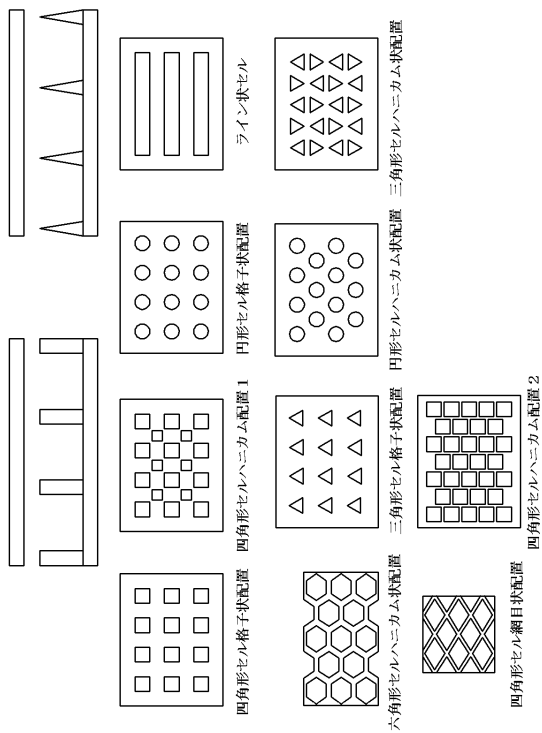 四角形セル格子状配置
四角形セルハニカム配置1
円形セル格子状配置
ライン状セル
六角形セルハニカム状配置
三角形セル格子状配置
円形セルハニカム状配置
三角形セルハニカム状配置
四角形セル網目状配置
四角形セルハニカム状配置2